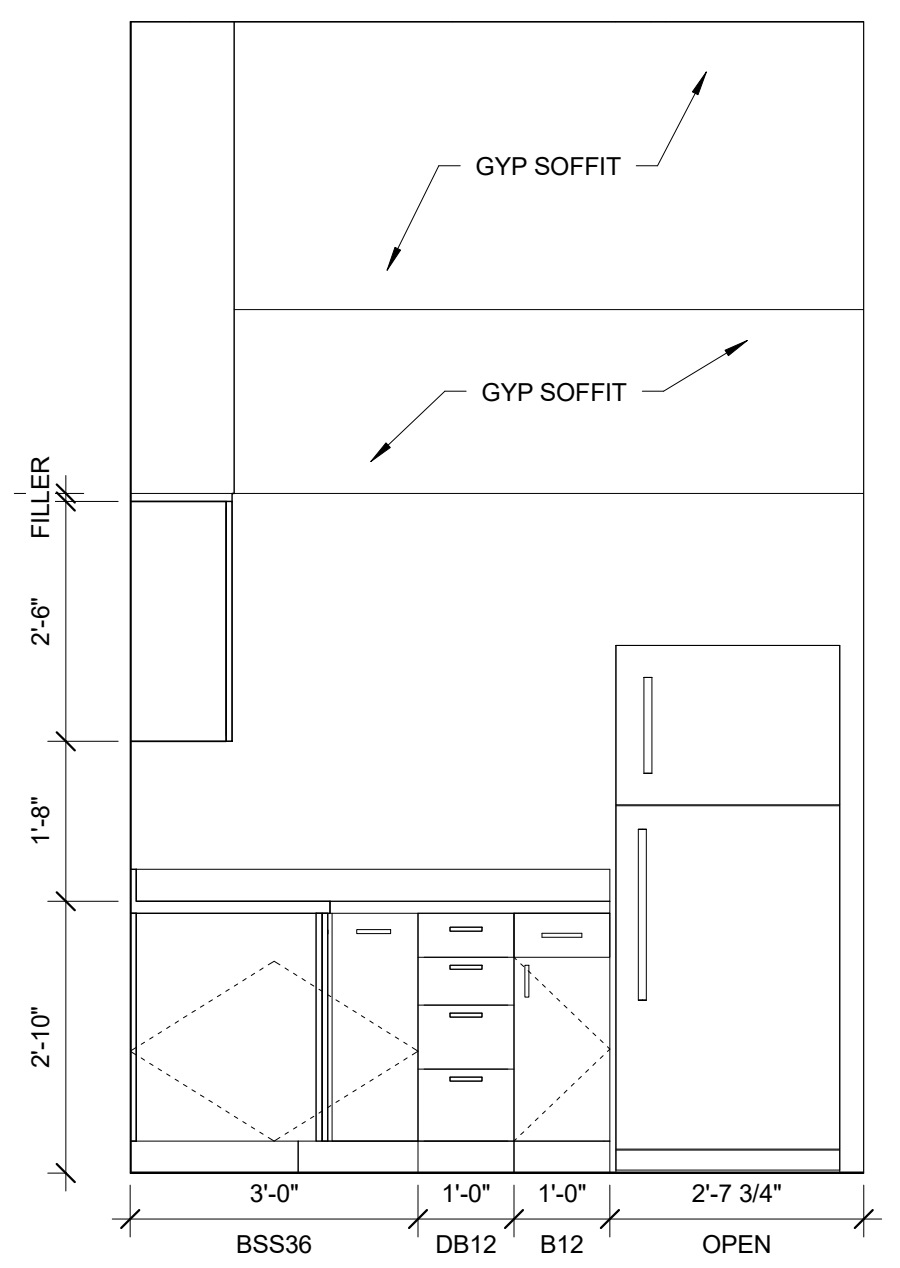 GYP SOFFIT
GYP SOFFIT
FILLER
2'-6"
1'-8"
2'-10"
3'-0"
1'-0"
1'-0"
2'-7 3/4"
BSS36
DB12
B12
OPEN